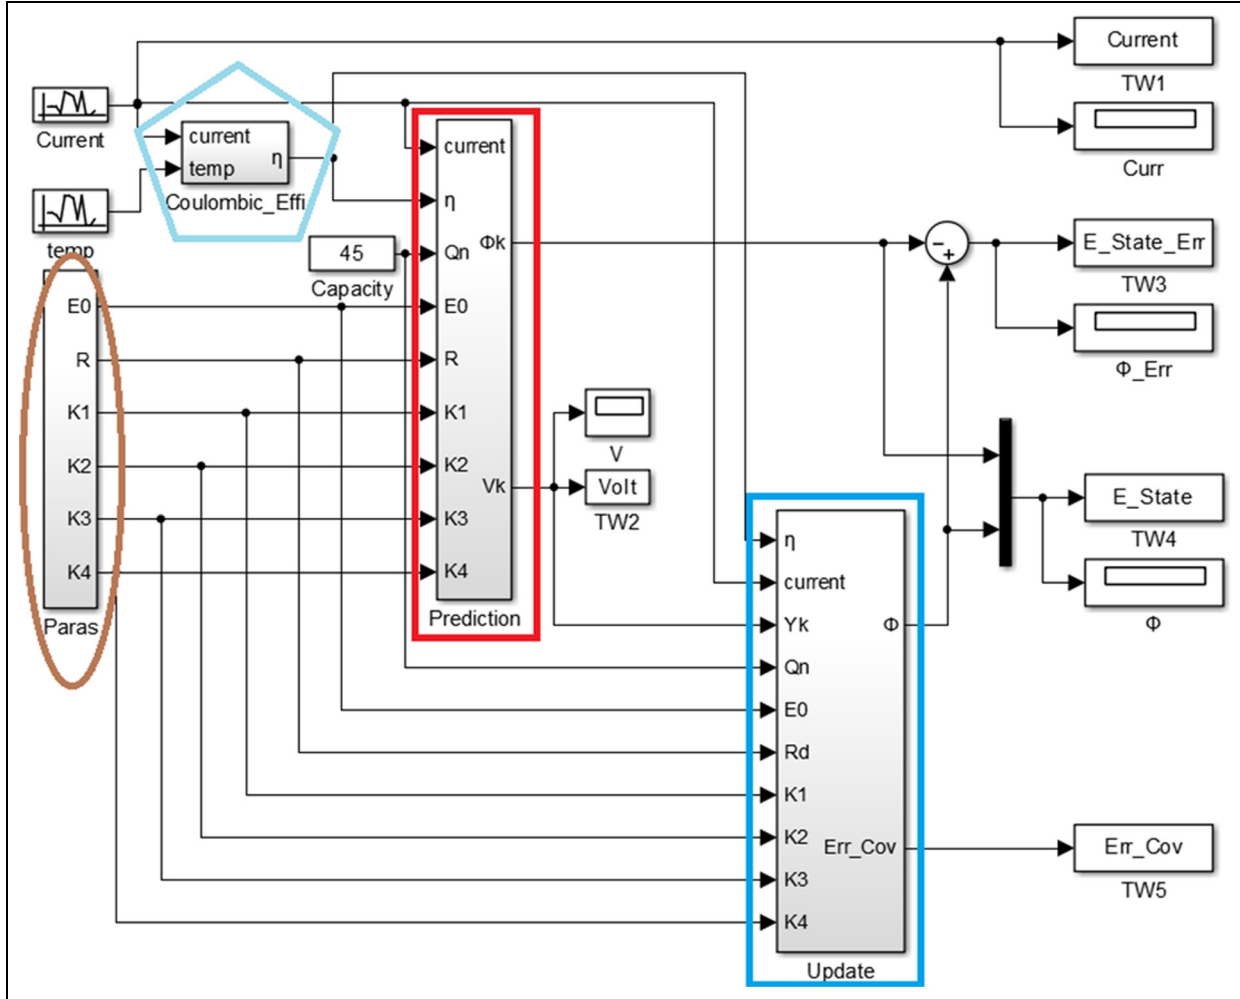 Current
TW1
Curr
Current
current
temp
η
Coulombic_Effi
temp
45
Capacity
E0
R
K1
K2
K3
K4
Paras
current
η
Qn
E0
R
K1
K2
K3
K4
Φk
Vk
Prediction
V
Volt
TW2
-
+
E_State_Err
TW3
Φ_Err
E_State
TW4
Φ
η
current
Yk
Qn
E0
Rd
K1
K2
K3
K4
Φ
Err_Cov
Update
Err_Cov
TW5